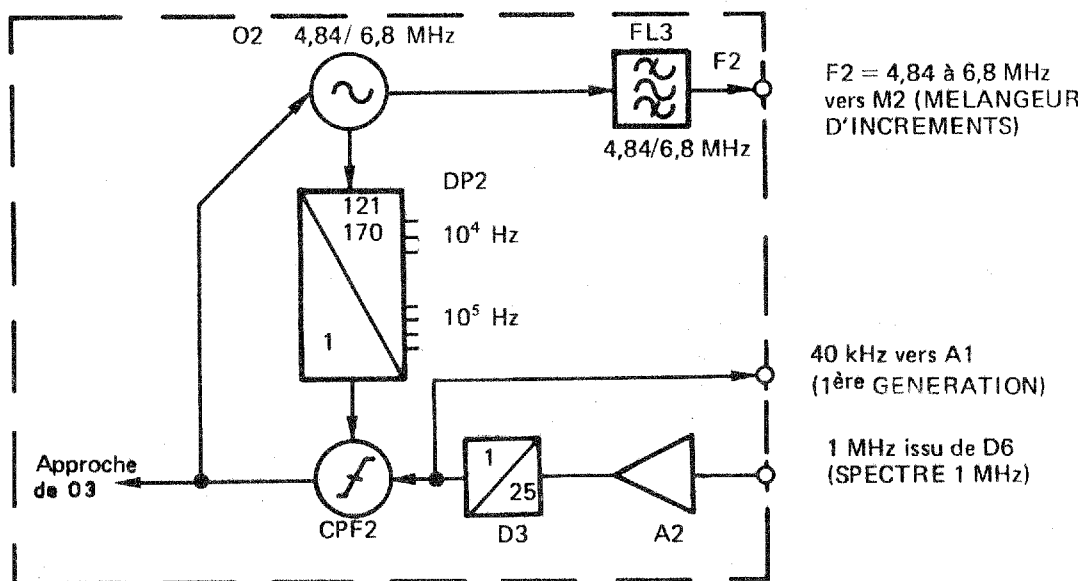 O2 4,84/ 6,8 MHz
FL3
F2
4,84/6,8 MHz
F2 = 4,84 à 6,8 MHz
vers M2 (MELANGEUR
D'INCREMENTS)
DP2
121
170
10⁴ Hz
10⁵ Hz
1
40 kHz vers A1
(1ère GENERATION)
1 MHz issu de D6
(SPECTRE 1 MHz)
Approche
de 03
CPF2
1
25
D3
A2